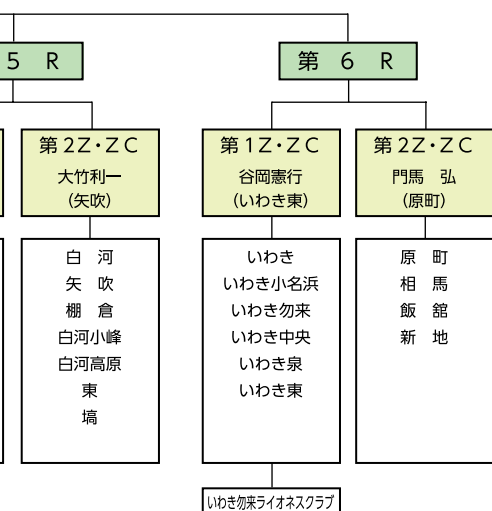 5 R
第 6 R
第2Z・ZC
大竹利一
（矢吹）
白 河
矢 吹
棚 倉
白河小峰
白河高原
東
塙
第1Z・ZC
谷岡憲行
（いわき東）
いわき
いわき小名浜
いわき勿来
いわき中央
いわき泉
いわき東
いわき勿来ライオネスクラブ
第2Z・ZC
門馬 弘
（原町）
原 町
相 馬
飯 舘
新 地